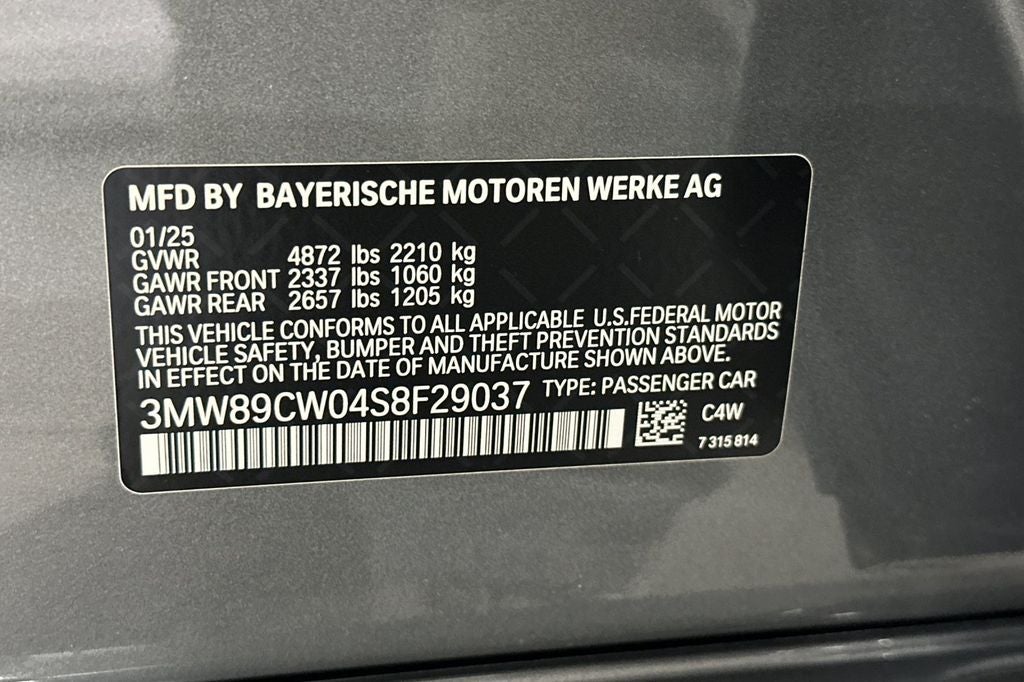 MFD BY BAYERISCHE MOTOREN WERKE AG
01/25
GVWR 4872 lbs 2210 kg
GAWR FRONT 2337 lbs 1060 kg
GAWR REAR 2657 lbs 1205 kg
THIS VEHICLE CONFORMS TO ALL APPLICABLE U.S.FEDERAL MOTOR
VEHICLE SAFETY, BUMPER AND THEFT PREVENTION STANDARDS
IN EFFECT ON THE DATE OF MANUFACTURE SHOWN ABOVE.
3MW89CW04S8F29037 TYPE: PASSENGER CAR
C4W
7 315 814